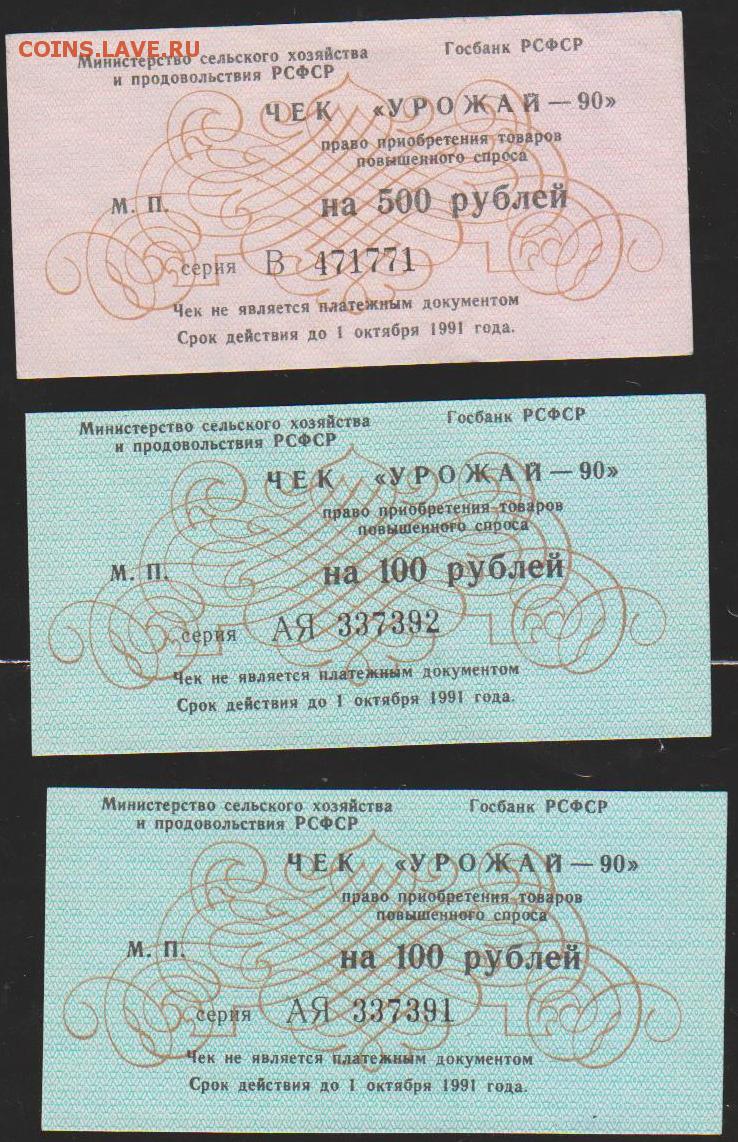 COINS.LAVE.RU
Министерство сельского хозяйства
и продовольствия РСФСР
Госбанк РСФСР
ЧЕК «УРОЖАЙ — 90»
право приобретения товаров
повышенного спроса
М. П.
на 500 рублей
серия В 471771
Чек не является платежным документом
Срок действия до 1 октября 1991 года.
Министерство сельского хозяйства
и продовольствия РСФСР
Госбанк РСФСР
ЧЕК «УРОЖАЙ — 90»
право приобретения товаров
повышенного спроса
М. П.
на 100 рублей
серия АЯ 337392
Чек не является платежным документом
Срок действия до 1 октября 1991 года.
Министерство сельского хозяйства
и продовольствия РСФСР
Госбанк РСФСР
ЧЕК «УРОЖАЙ — 90»
право приобретения товаров
повышенного спроса
М. П.
на 100 рублей
серия АЯ 337391
Чек не является платежным документом
Срок действия до 1 октября 1991 года.